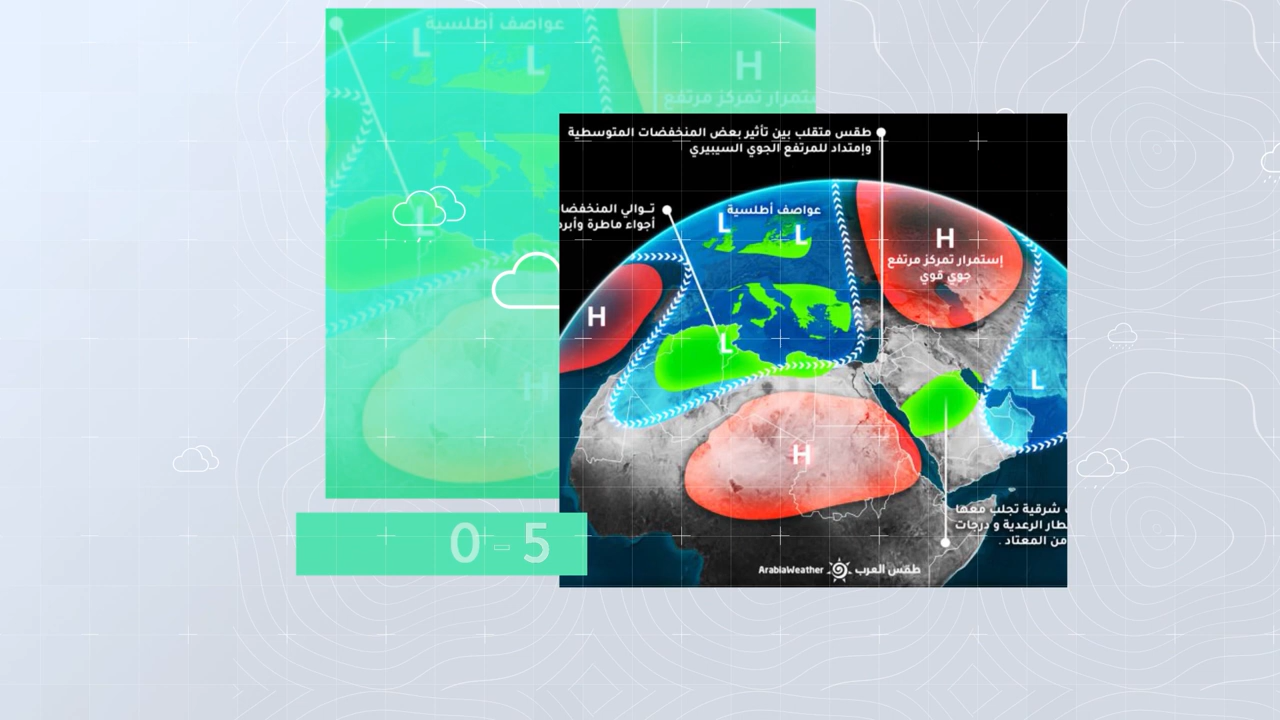 عواصف أطلسية
L
L
H
إستمرار تمركز مرتفع
L
H
طقس متقلب بين تأثير بعض المنخفضات المتوسطية
وإمتداد للمرتفع الجوي السيبيري
تـوالي المنخفضا
أجواء ماطرة وأبرد
عواصف أطلسية
L
L
H
إستمرار تمركز مرتفع
جوي قوي
H
L
L
H
شرقية تجلب معها
طار الرعدية و درجات
من المعتاد .
ArabiaWeather طقس العرب
0-5